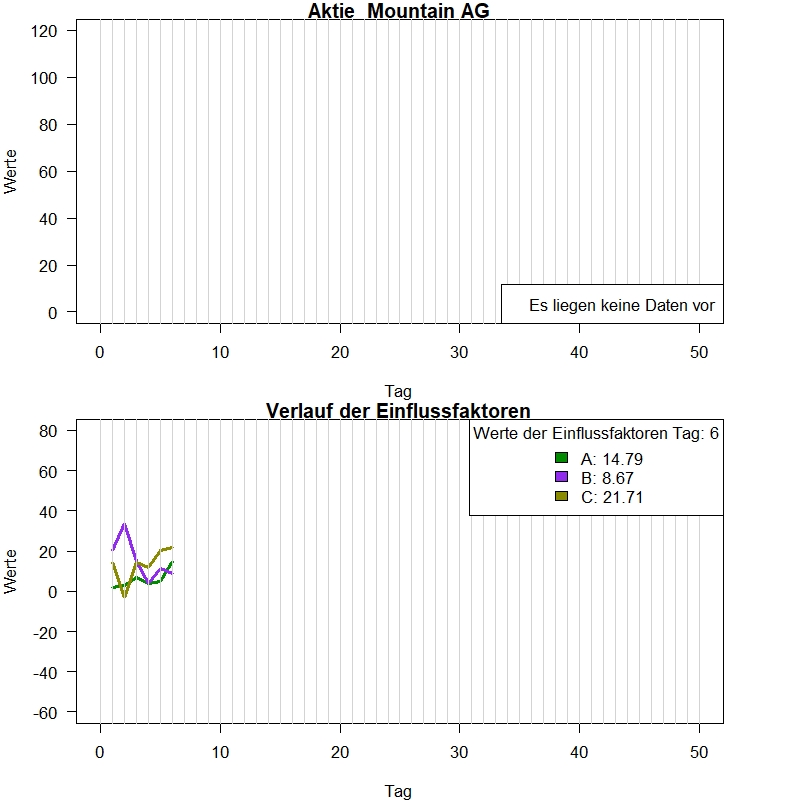 Aktie  Mountain AG
Werte
120
100
80
60
40
20
0
Es liegen keine Daten vor
0 10 20 30 40 50
Tag
Verlauf der Einflussfaktoren
Werte
80
60
40
20
0
-20
-40
-60
Werte der Einflussfaktoren Tag: 6
A: 14.79
B: 8.67
C: 21.71
0 10 20 30 40 50
Tag